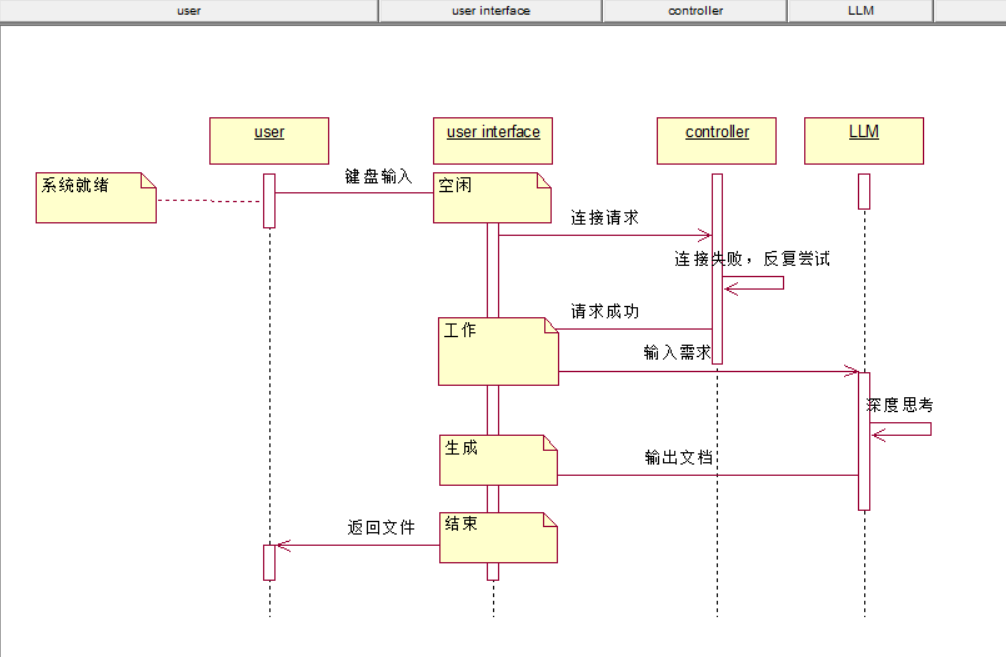 user
user interface
controller
LLM
user
user interface
controller
LLM
系统就绪
键盘输入
空闲
连接请求
连接失败，反复尝试
请求成功
工作
输入需求
深度思考
生成
输出文档
结束
返回文件